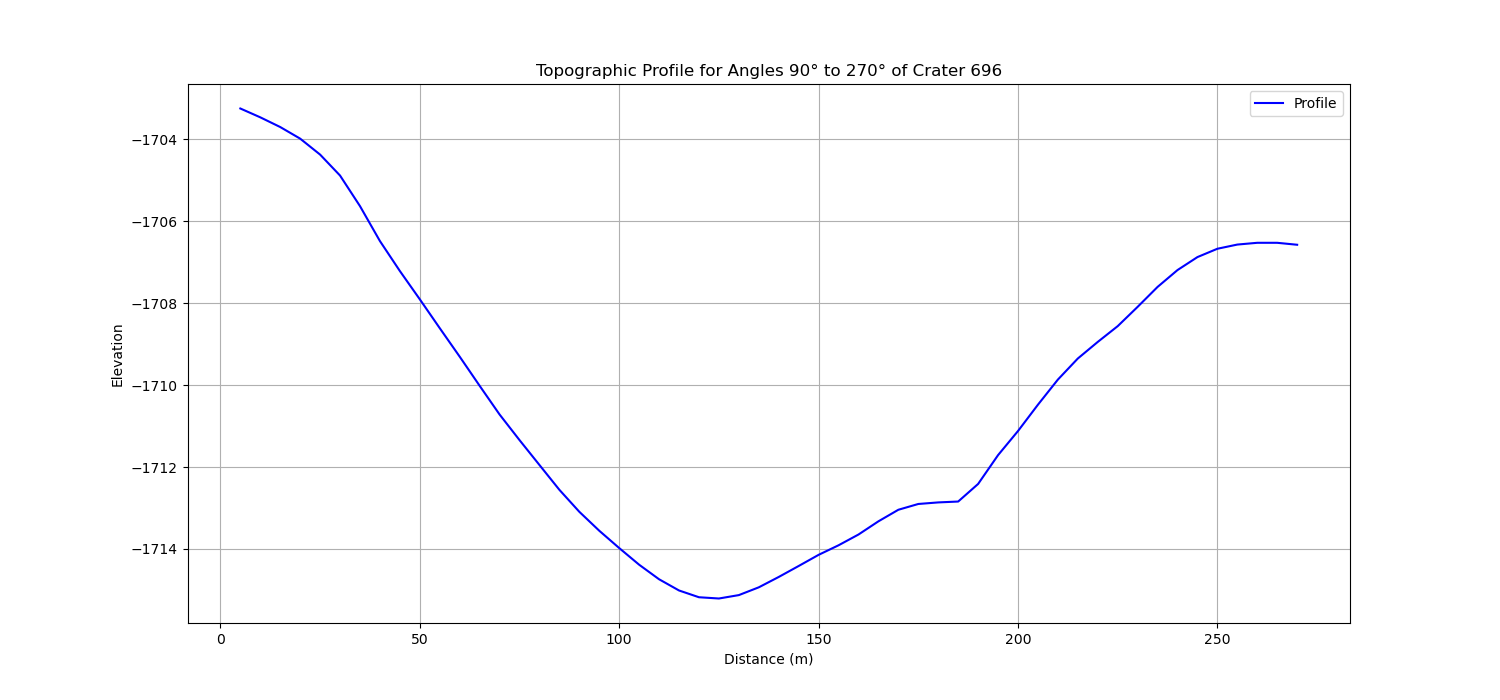 Topographic Profile for Angles 90° to 270° of Crater 696
Profile
−1704
−1706
−1708
−1710
−1712
−1714
Elevation
0 50 100 150 200 250
Distance (m)